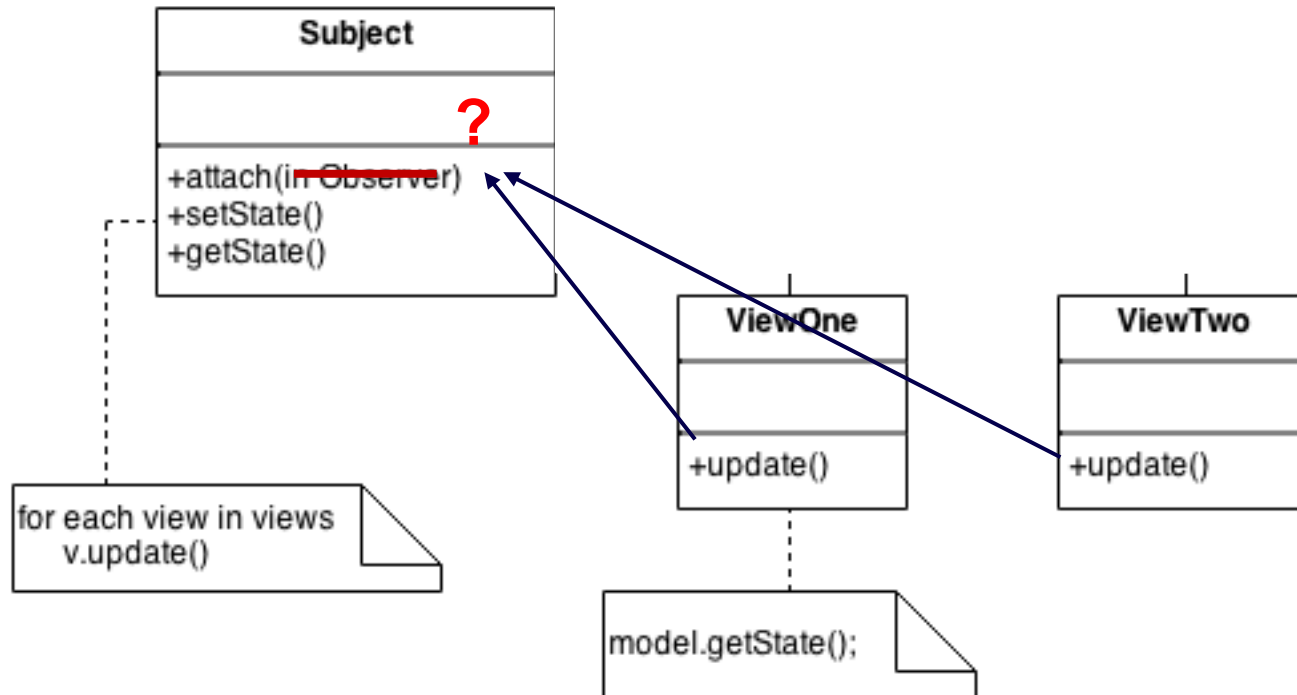 Subject
?
+attach(in Observer)
+setState()
+getState()
ViewOne
ViewTwo
+update()
+update()
for each view in views
v.update()
model.getState();